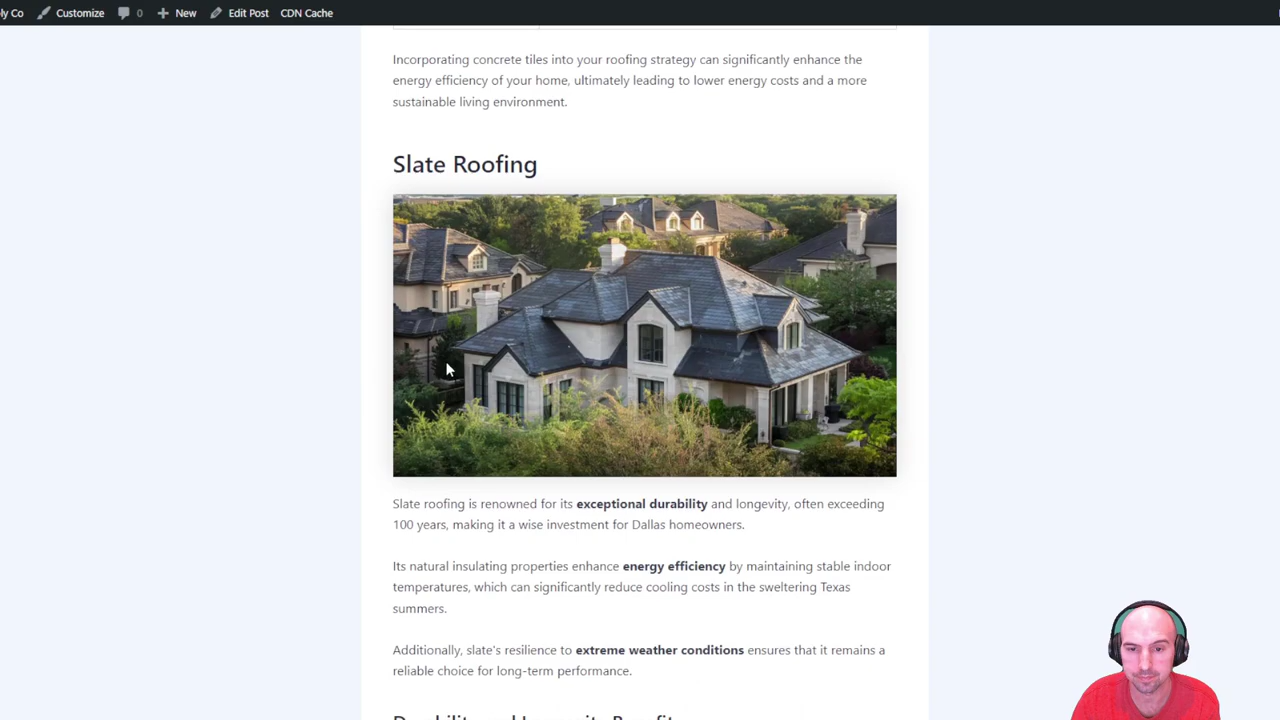 ly Co Customize 0 New Edit Post CDN Cache
Incorporating concrete tiles into your roofing strategy can significantly enhance the
energy efficiency of your home, ultimately leading to lower energy costs and a more
sustainable living environment.
Slate Roofing
Slate roofing is renowned for its exceptional durability and longevity, often exceeding
100 years, making it a wise investment for Dallas homeowners.
Its natural insulating properties enhance energy efficiency by maintaining stable indoor
temperatures, which can significantly reduce cooling costs in the sweltering Texas
summers.
Additionally, slate's resilience to extreme weather conditions ensures that it remains a
reliable choice for long-term performance.
Durability and Longevity Benefits